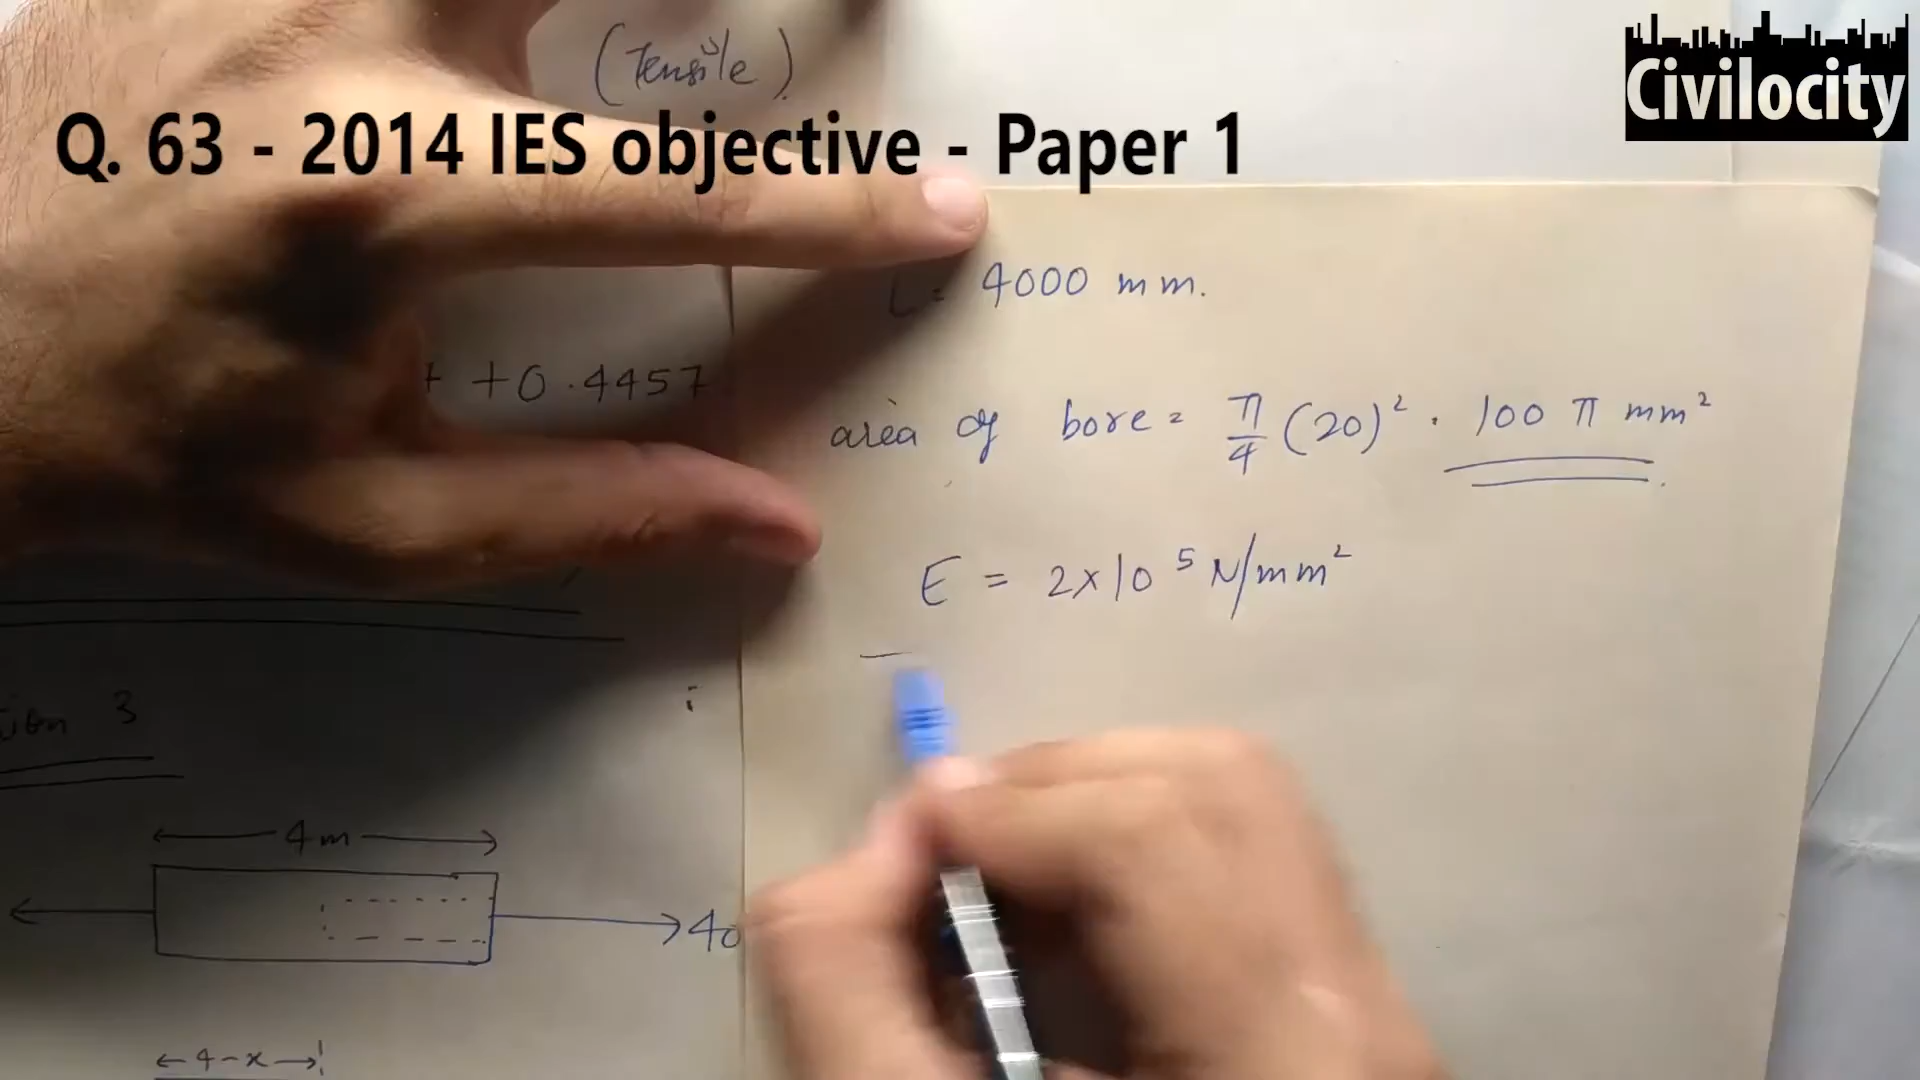 (Tensile).
Q. 63 - 2014 IES objective - Paper 1
Civilocity
L = 4000 mm.
+ 0.4457
area of bore = π/4 (20)² . 100 π mm²
E = 2×10⁵ N/mm²
3
4m
40
4-x